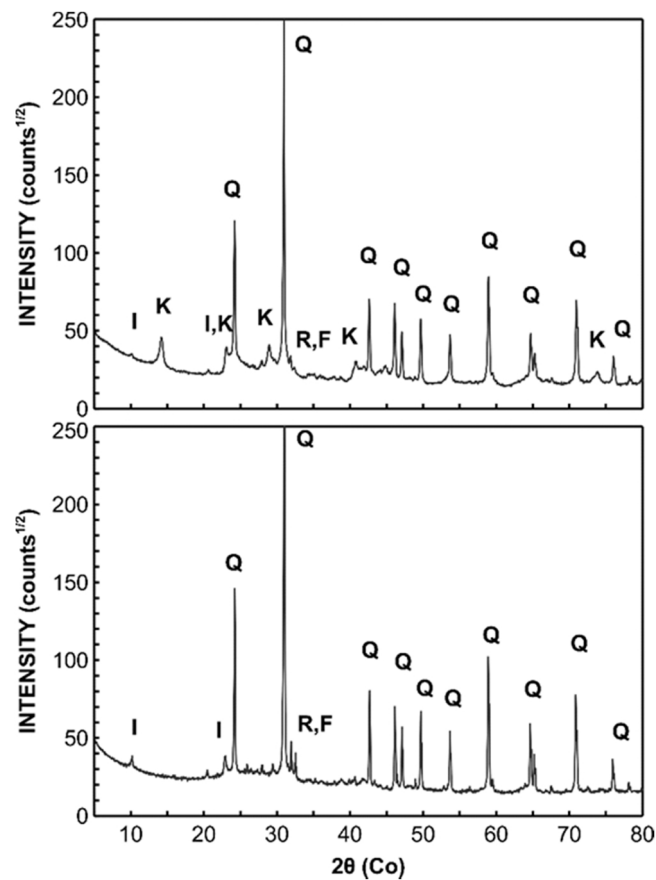 250
Q
200
150
Q
INTENSITY (counts1/2)
100
Q
Q
Q
Q
Q
Q
Q
I
K
I,K
K
R,F
K
K
Q
50
0
250
Q
200
150
Q
INTENSITY (counts1/2)
100
Q
Q
Q
Q
Q
Q
Q
I
I
R,F
Q
50
0
10 20 30 40 50 60 70 80
2θ (Co)